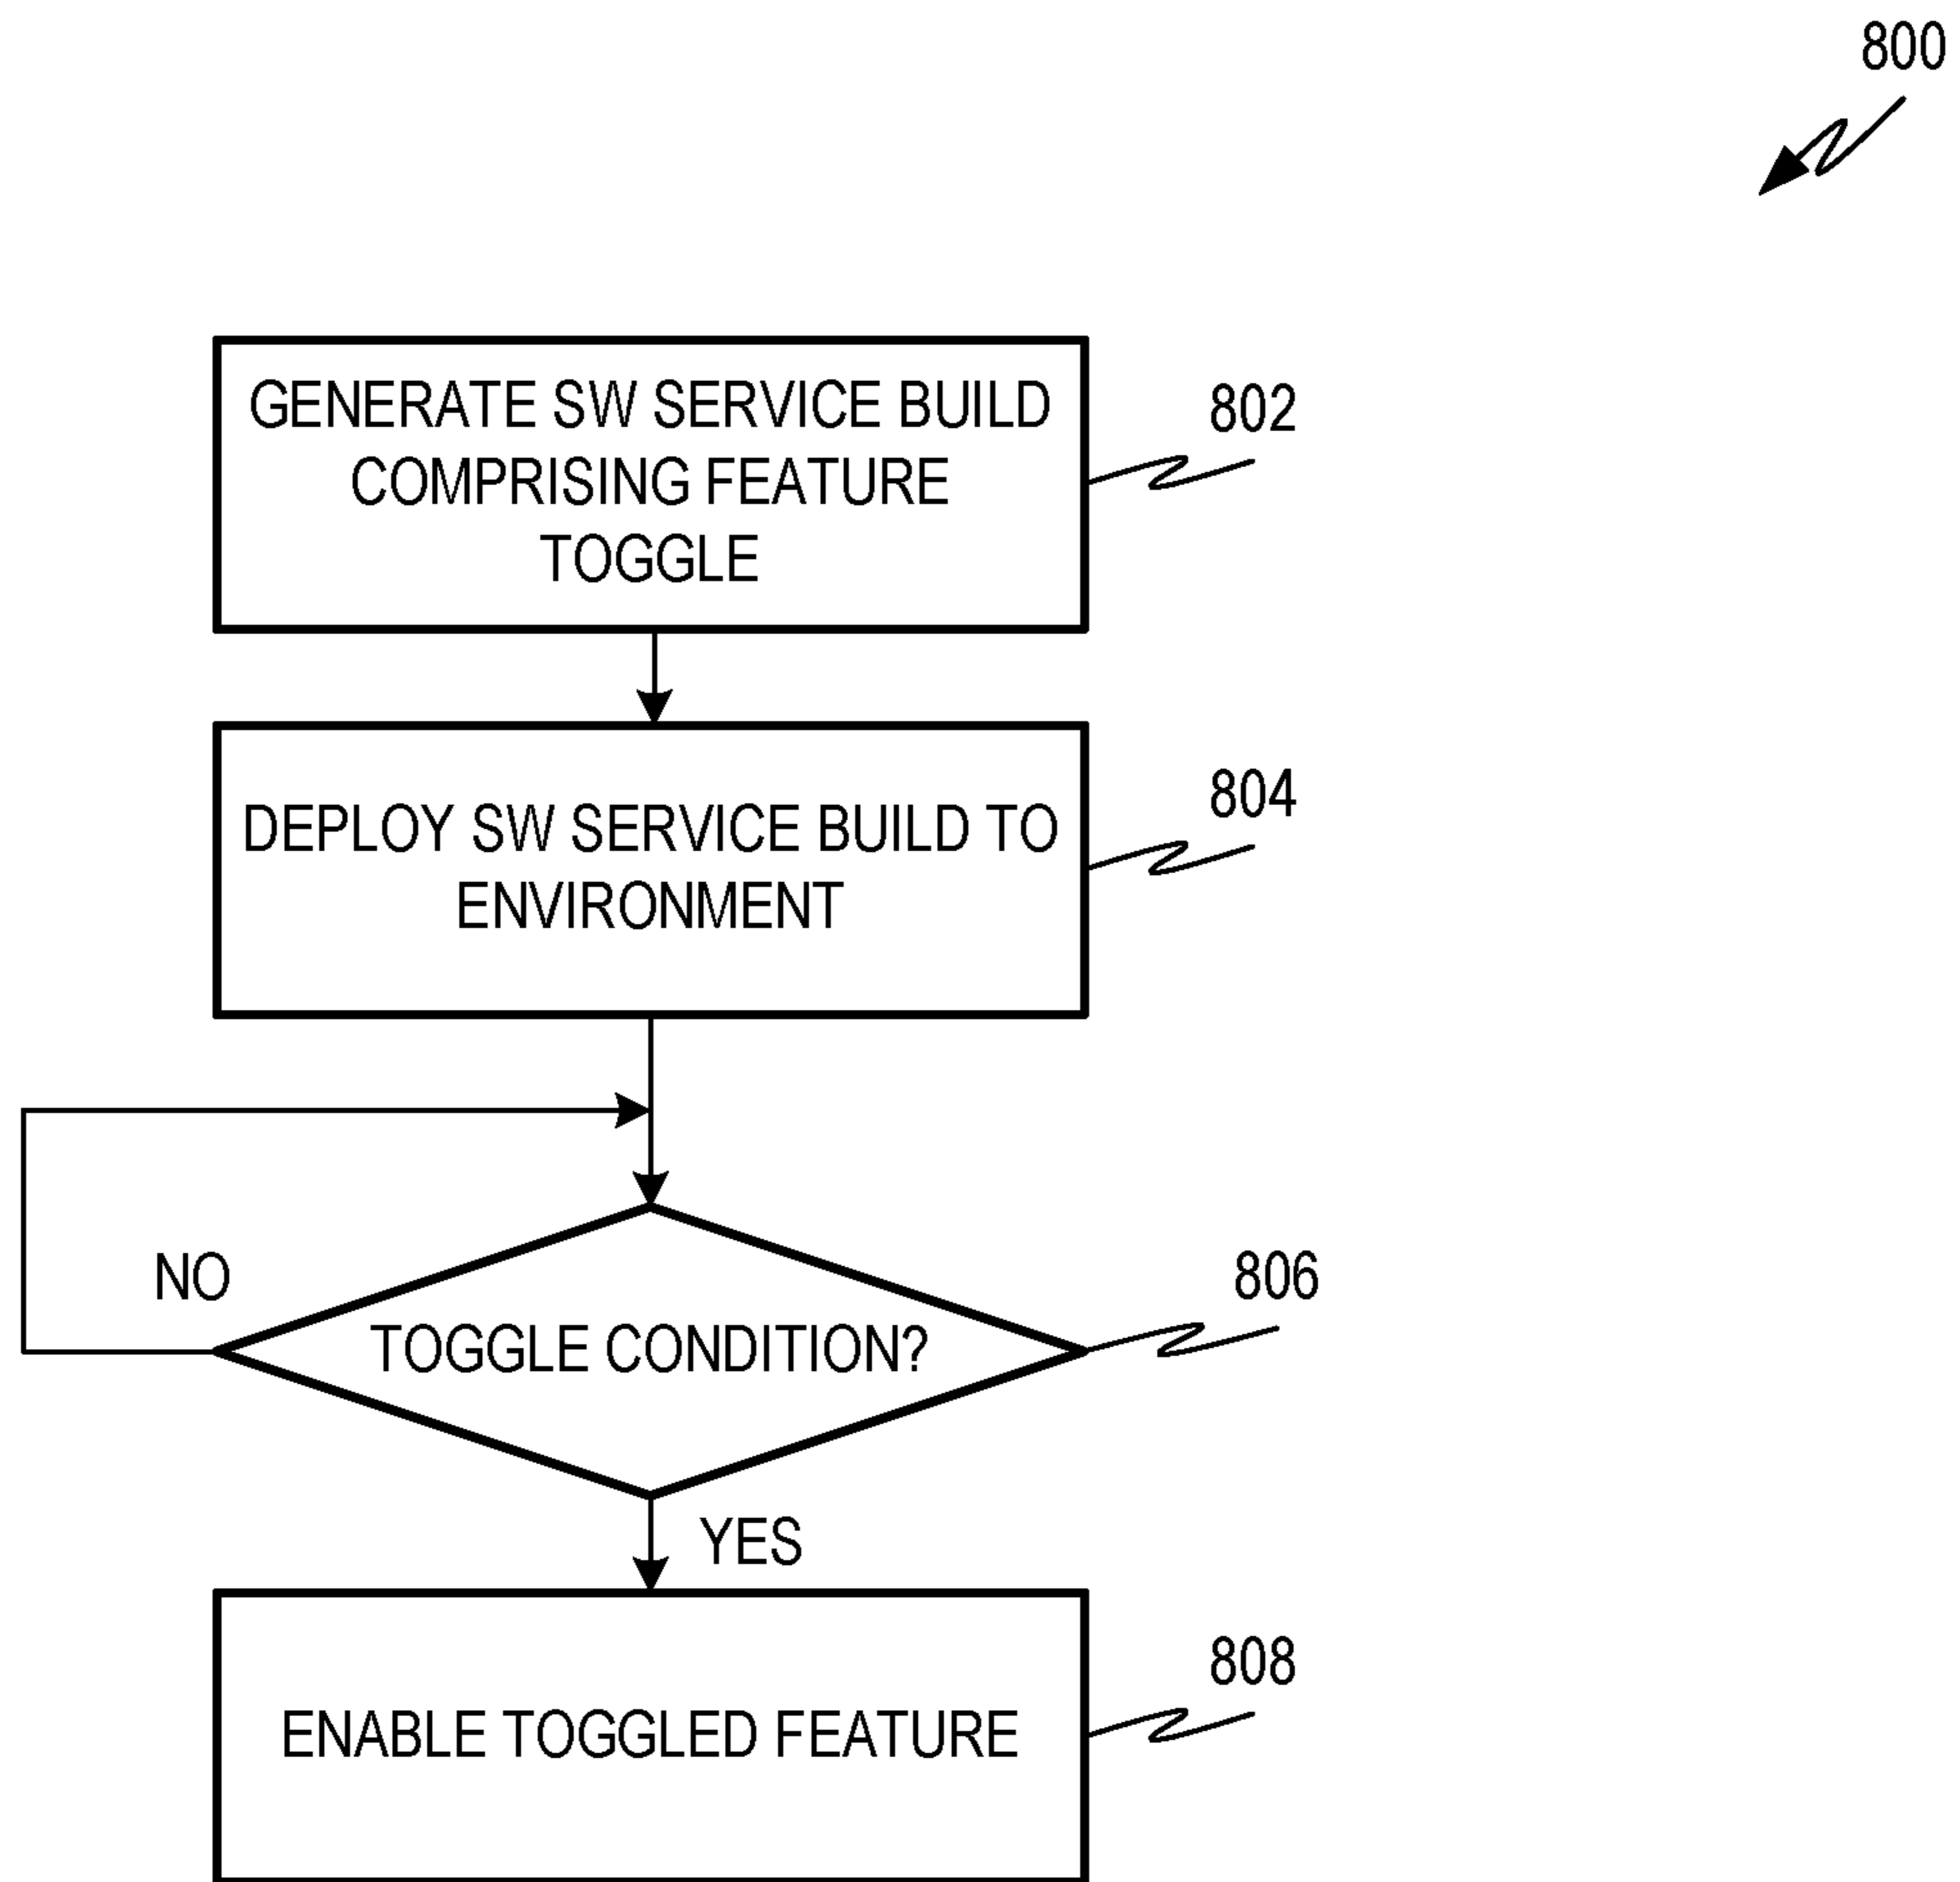 800
GENERATE SW SERVICE BUILD
COMPRISING FEATURE
TOGGLE
802
DEPLOY SW SERVICE BUILD TO
ENVIRONMENT
804
NO
TOGGLE CONDITION?
806
YES
ENABLE TOGGLED FEATURE
808